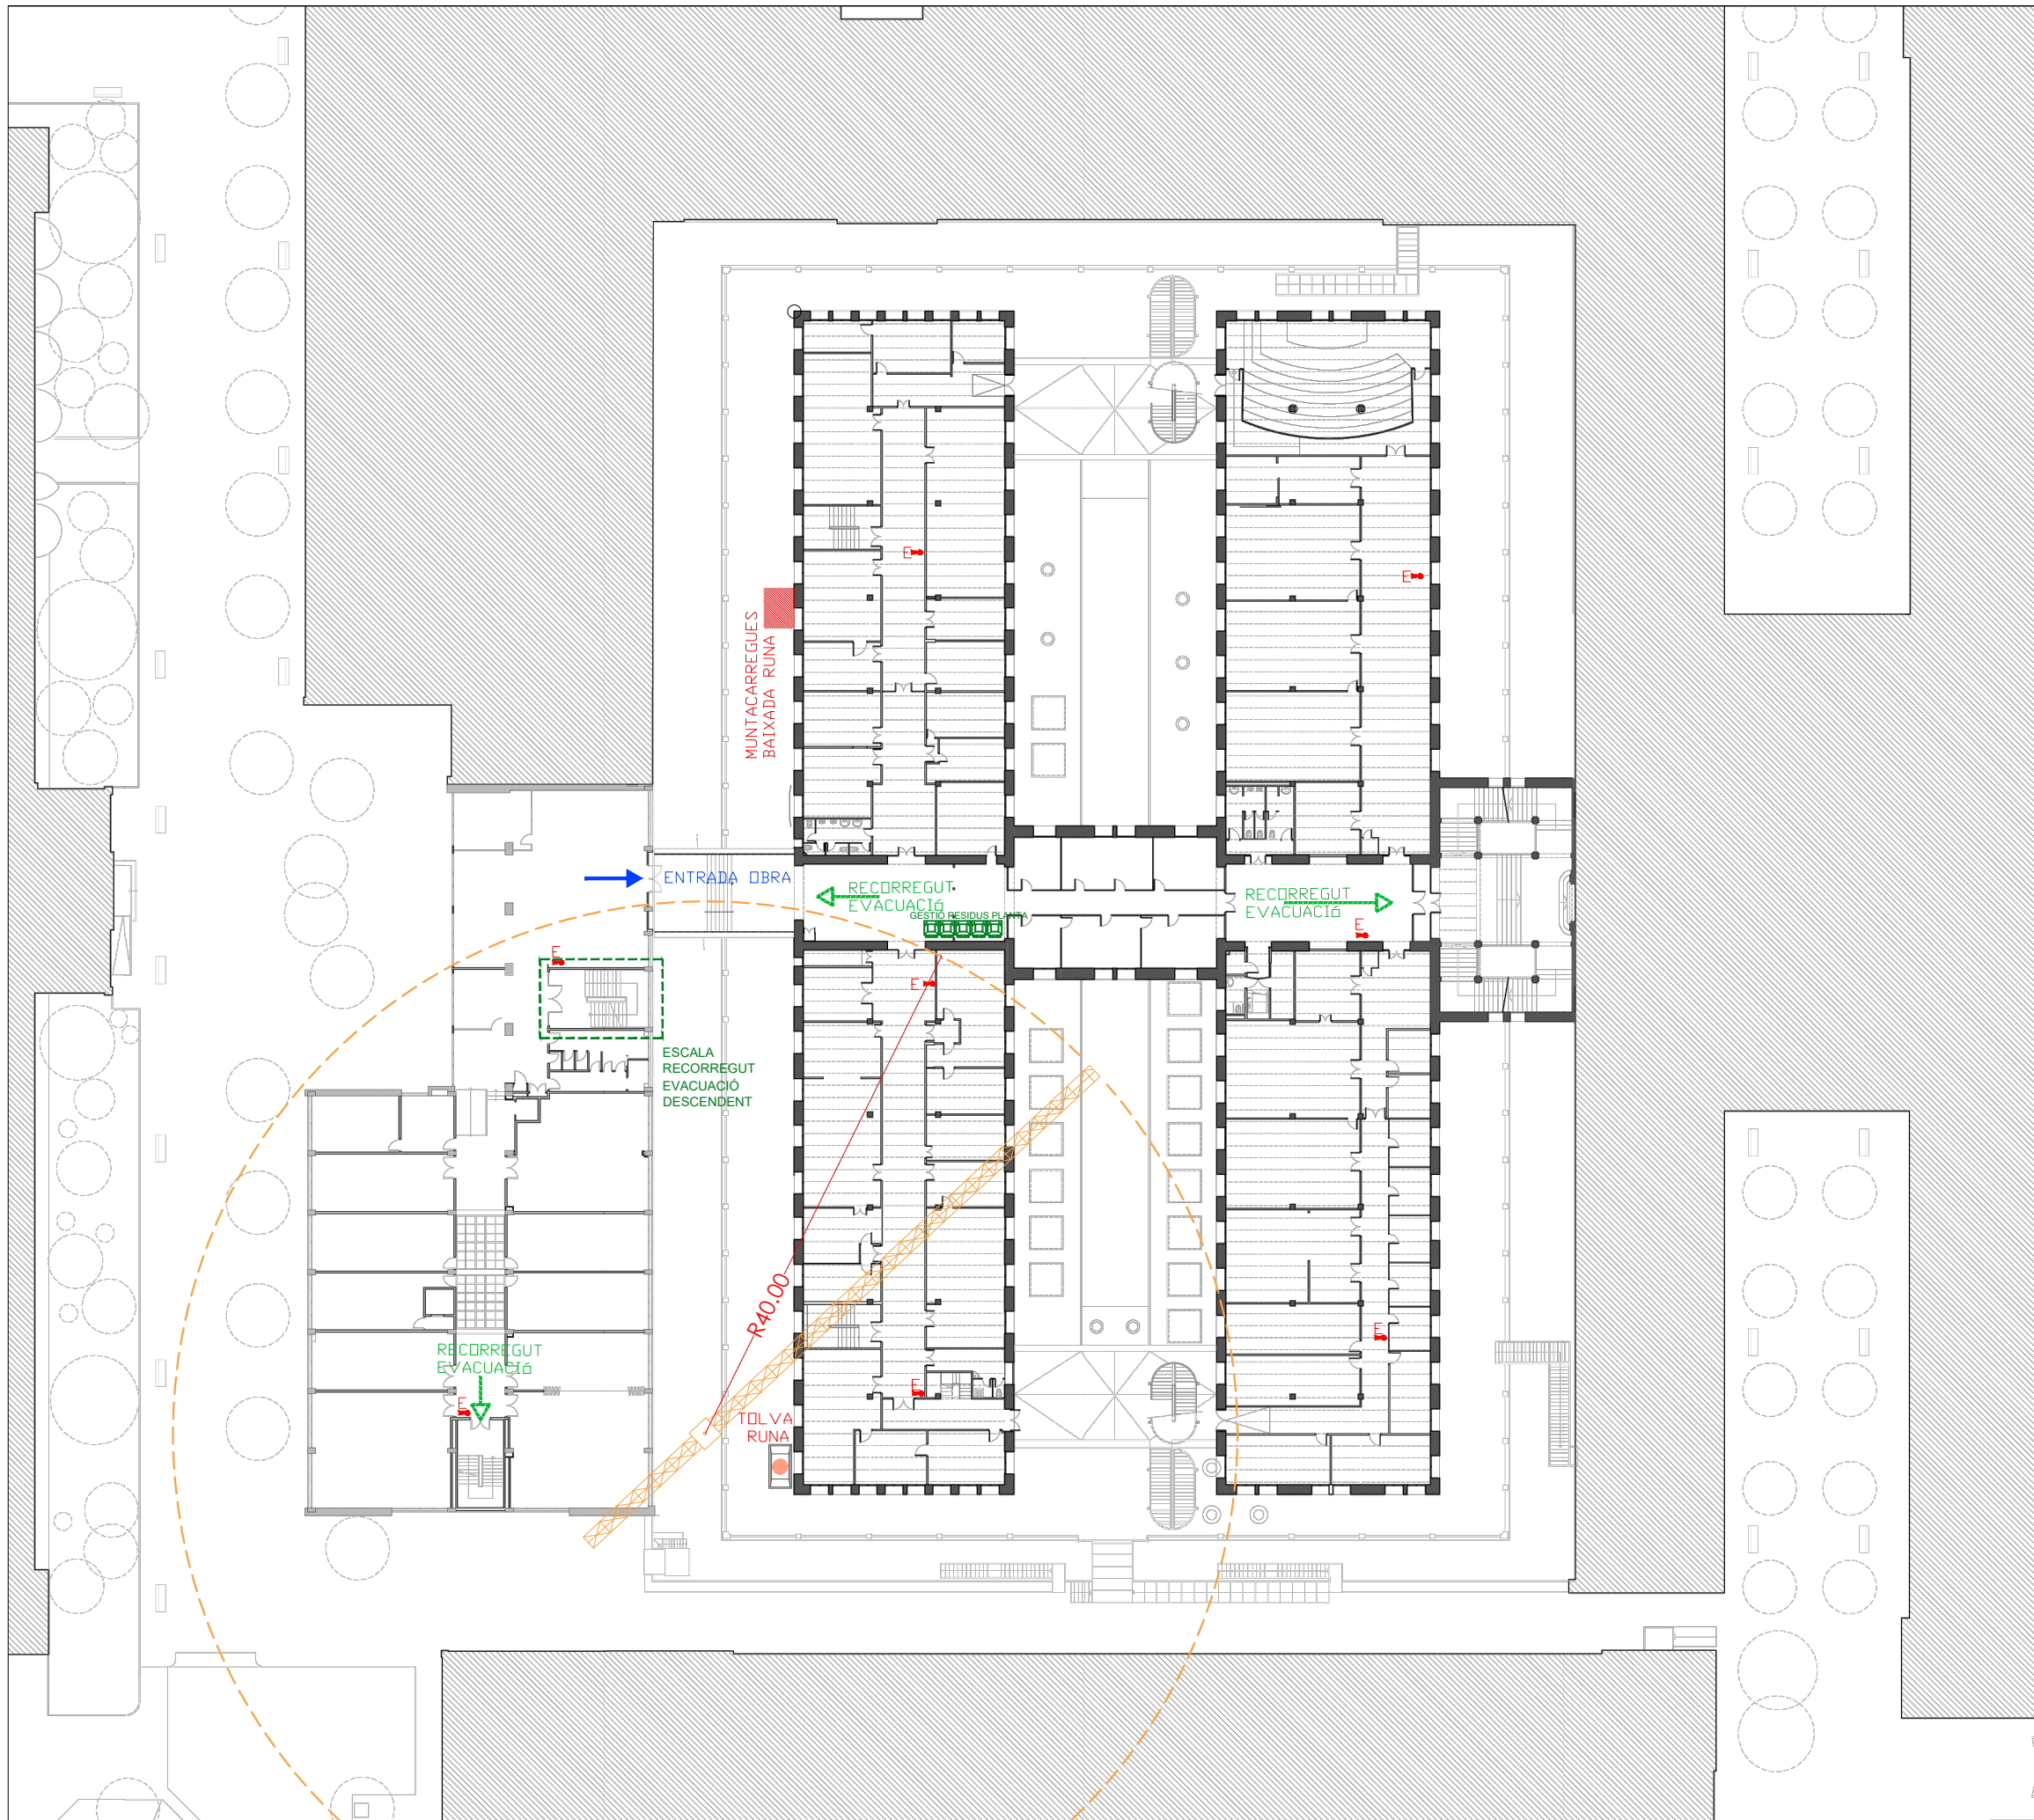 E
E
MUNTACARREGUES
BAIXADA RUNA
ENTRADA OBRA
RECORREGUT
EVACUACIó
RECORREGUT
EVACUACIó
GESTIÓ RESIDUS PLANTA
E
E
E
ESCALA
RECORREGUT
EVACUACIÓ
DESCENDENT
R40.00
E
RECORREGUT
EVACUACIó
E
E
TOLVA
RUNA